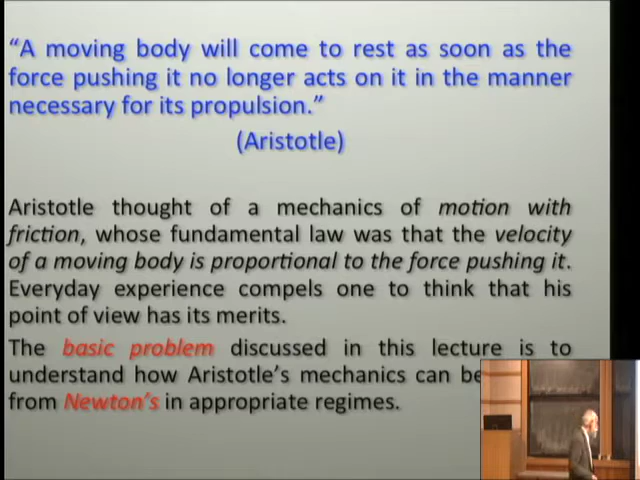 “A moving body will come to rest as soon as the
force pushing it no longer acts on it in the manner
necessary for its propulsion.”
(Aristotle)
Aristotle thought of a mechanics of motion with
friction, whose fundamental law was that the velocity
of a moving body is proportional to the force pushing it.
Everyday experience compels one to think that his
point of view has its merits.
The basic problem discussed in this lecture is to
understand how Aristotle’s mechanics can be
from Newton’s in appropriate regimes.